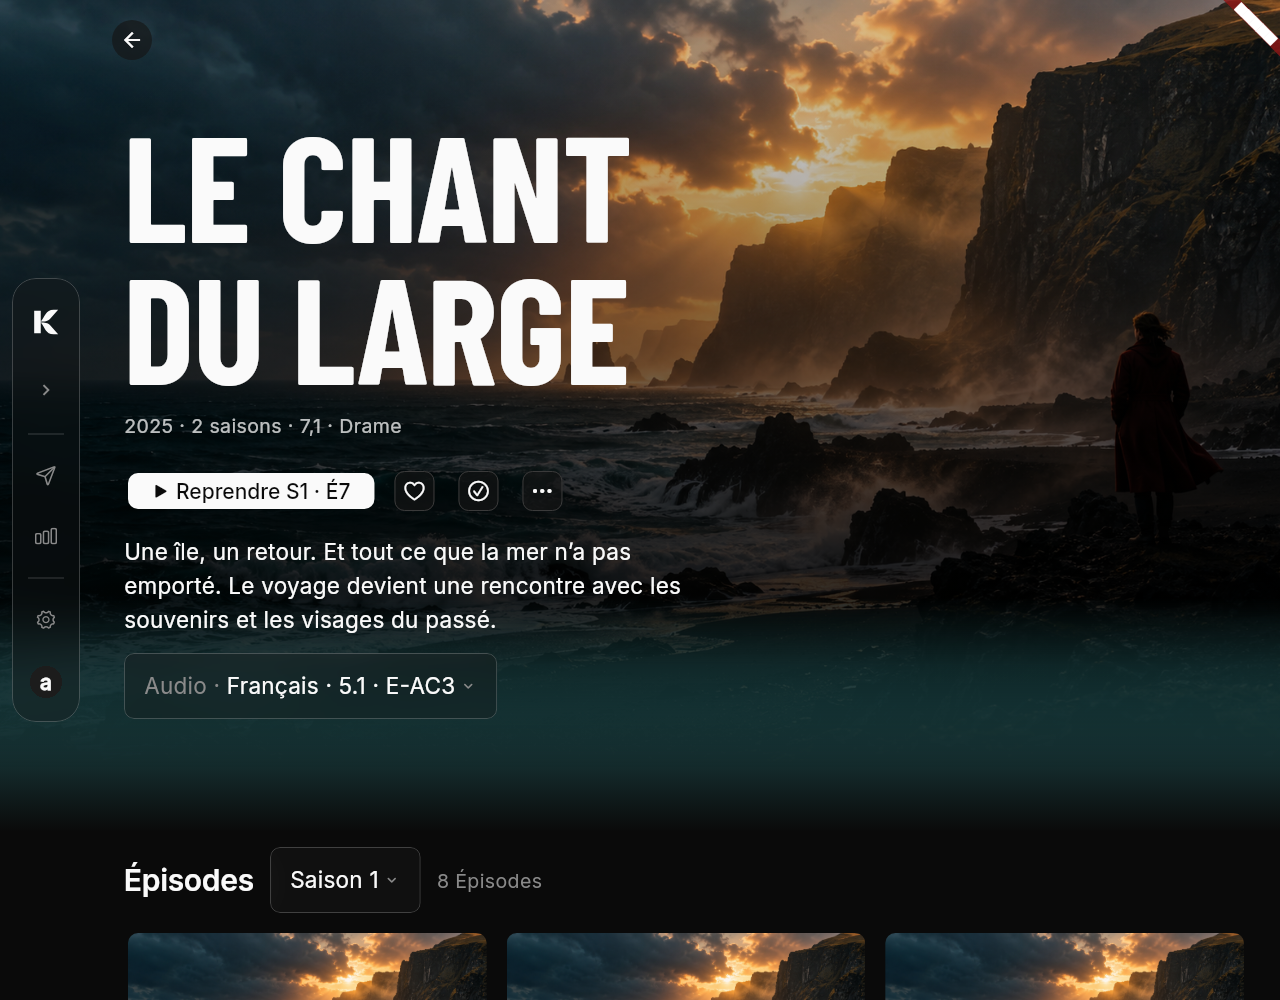 LE CHANT
DU LARGE
K
2025 · 2 saisons · 7,1 · Drame
Reprendre S1 · É7
Une île, un retour. Et tout ce que la mer n’a pas
emporté. Le voyage devient une rencontre avec les
souvenirs et les visages du passé.
a
Audio · Français · 5.1 · E-AC3
Épisodes Saison 1 8 Épisodes